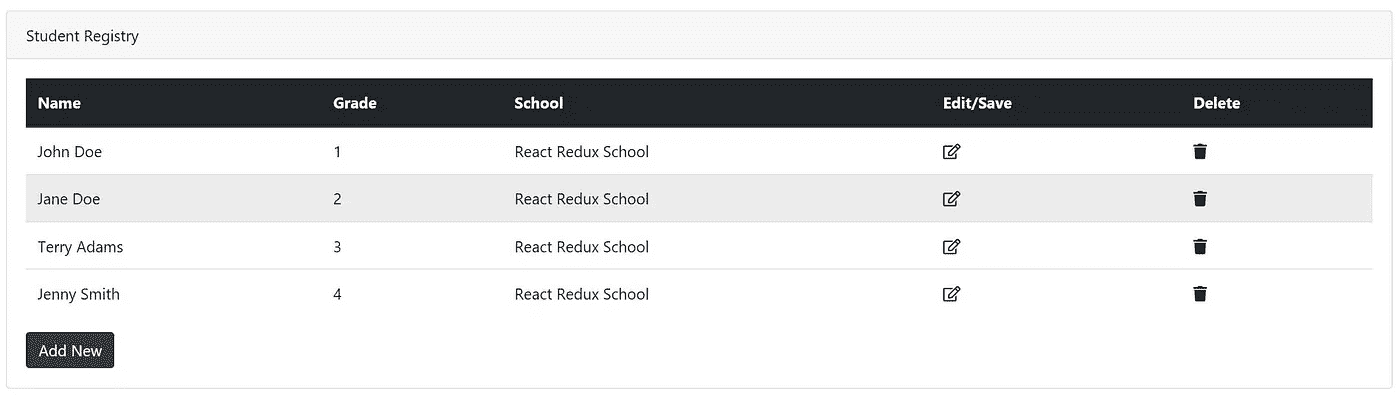 Student Registry
Name Grade School Edit/Save Delete
John Doe 1 React Redux School
Jane Doe 2 React Redux School
Terry Adams 3 React Redux School
Jenny Smith 4 React Redux School
Add New